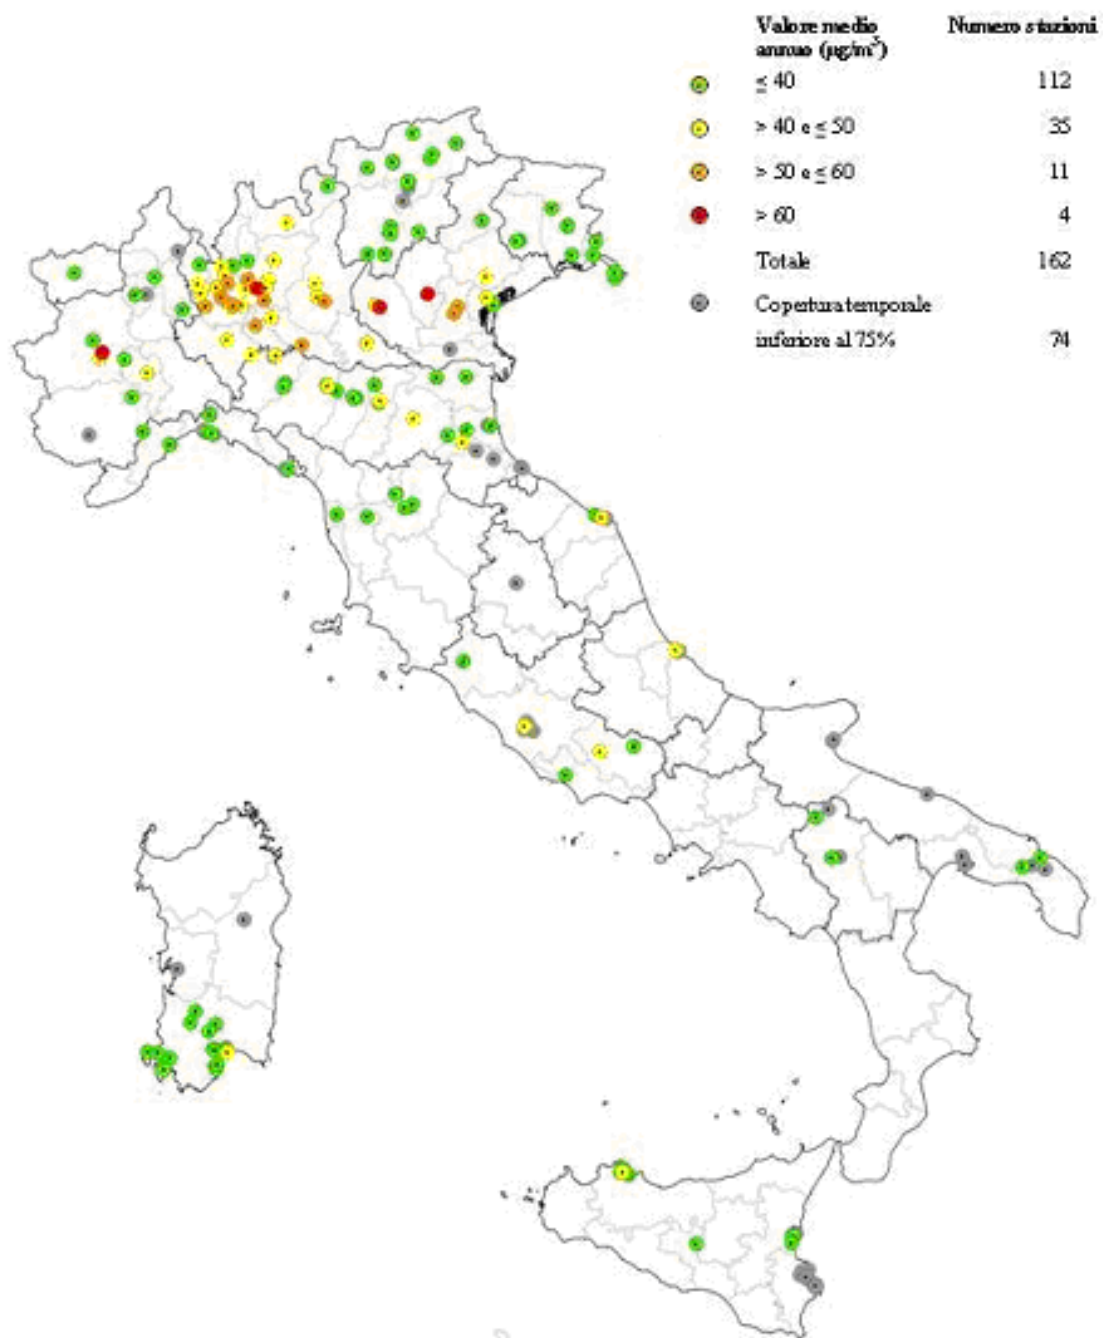 Valore medio annuo (µg/m³) Numero stazioni
≤ 40 112
> 40 e ≤ 50 35
> 50 e ≤ 60 11
> 60 4
Totale 162
Copertura temporale
inferiore al 75% 74